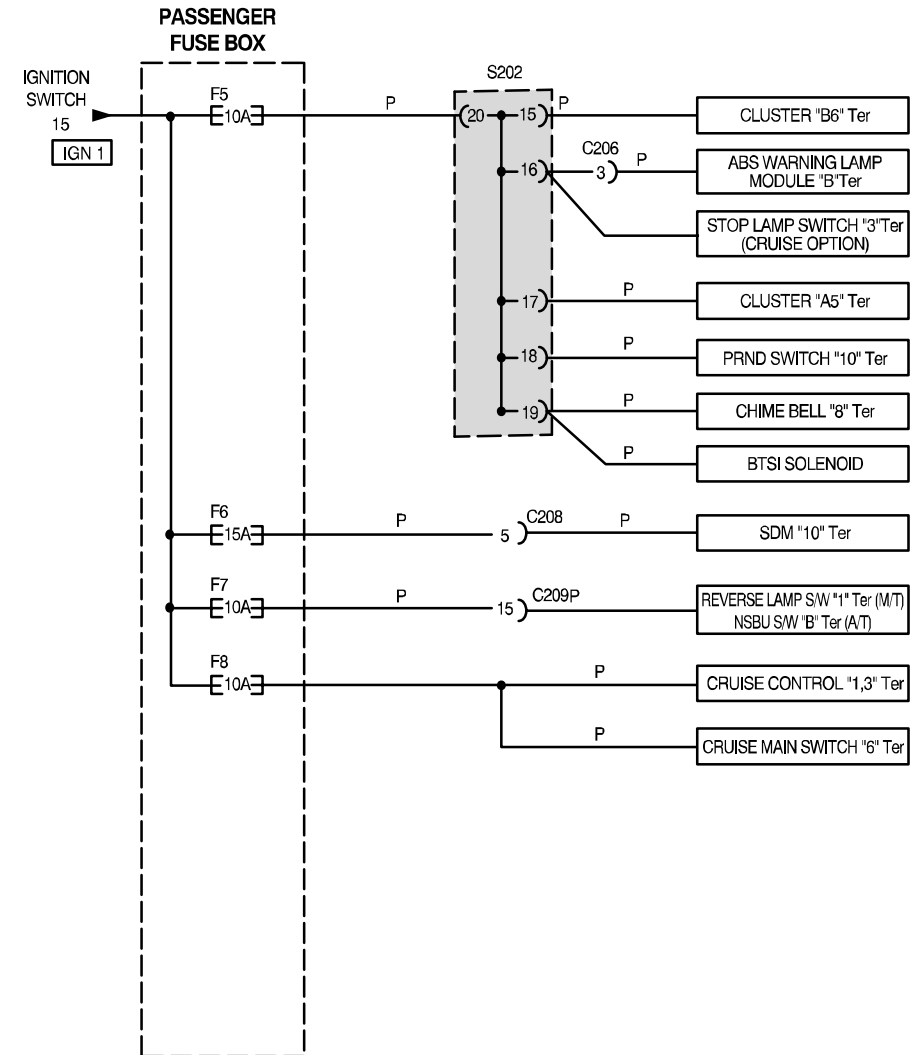 PASSENGER
FUSE BOX
IGNITION
SWITCH
15
IGN 1
F5
10A
P
S202
20
15
P
CLUSTER "B6" Ter
16
C206
3
P
ABS WARNING LAMP
MODULE "B"Ter
STOP LAMP SWITCH "3"Ter
(CRUISE OPTION)
17
P
CLUSTER "A5" Ter
18
P
PRND SWITCH "10" Ter
19
P
CHIME BELL "8" Ter
P
BTSI SOLENOID
F6
15A
P
5
C208
P
SDM "10" Ter
F7
10A
P
15
C209P
REVERSE LAMP S/W "1" Ter (M/T)
NSBU S/W "B" Ter (A/T)
F8
10A
P
CRUISE CONTROL "1,3" Ter
P
CRUISE MAIN SWITCH "6" Ter